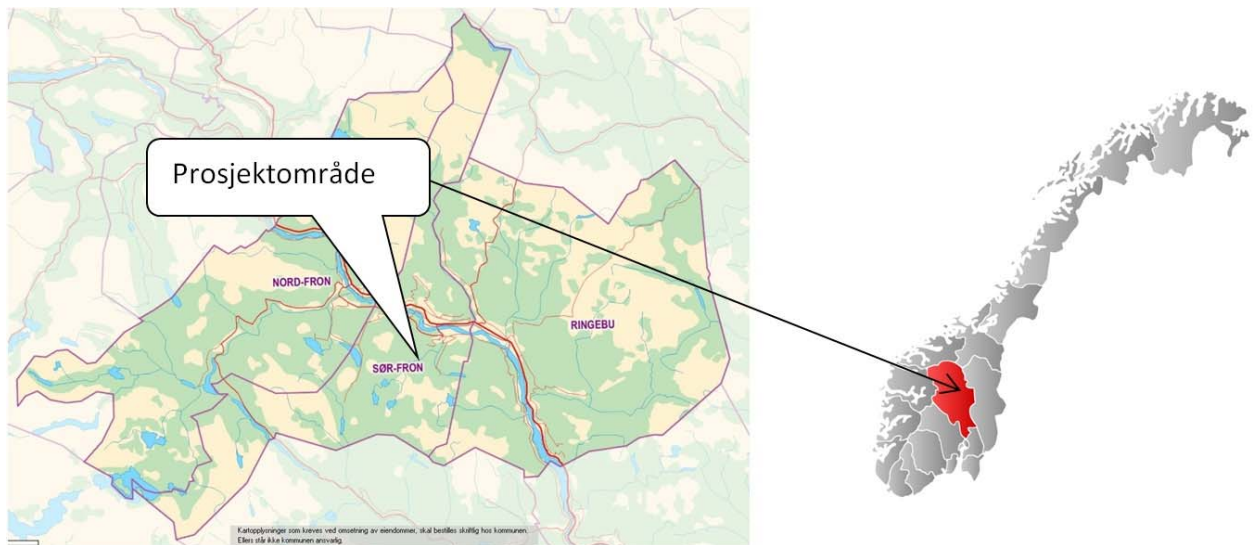 Prosjektområde
NORD-FRON
RINGEBU
SØR-FRON
Kartopplysninger som kreves ved omsetning av eiendommer, skal bestilles skriftlig hos kommunen.
Ellers står ikke kommunen ansvarlig.